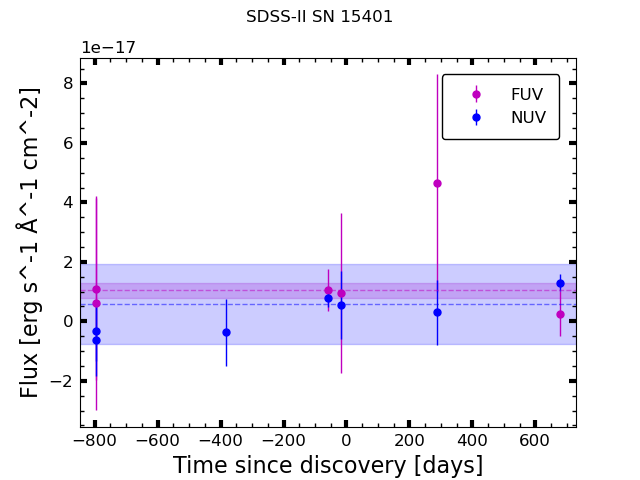 SDSS-II SN 15401
1e−17
FUV
NUV
8
6
4
2
0
−2
Flux [erg s^-1 Å^-1 cm^-2]
−800 −600 −400 −200 0 200 400 600
Time since discovery [days]